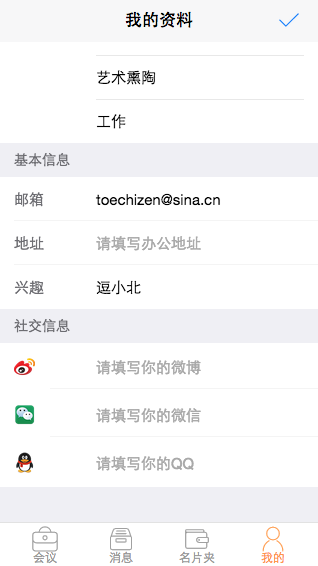 我的资料
艺术熏陶
工作
基本信息
邮箱 toechizen@sina.cn
地址 请填写办公地址
兴趣 逗小北
社交信息
请填写你的微博
请填写你的微信
请填写你的QQ
会议 消息 名片夹 我的